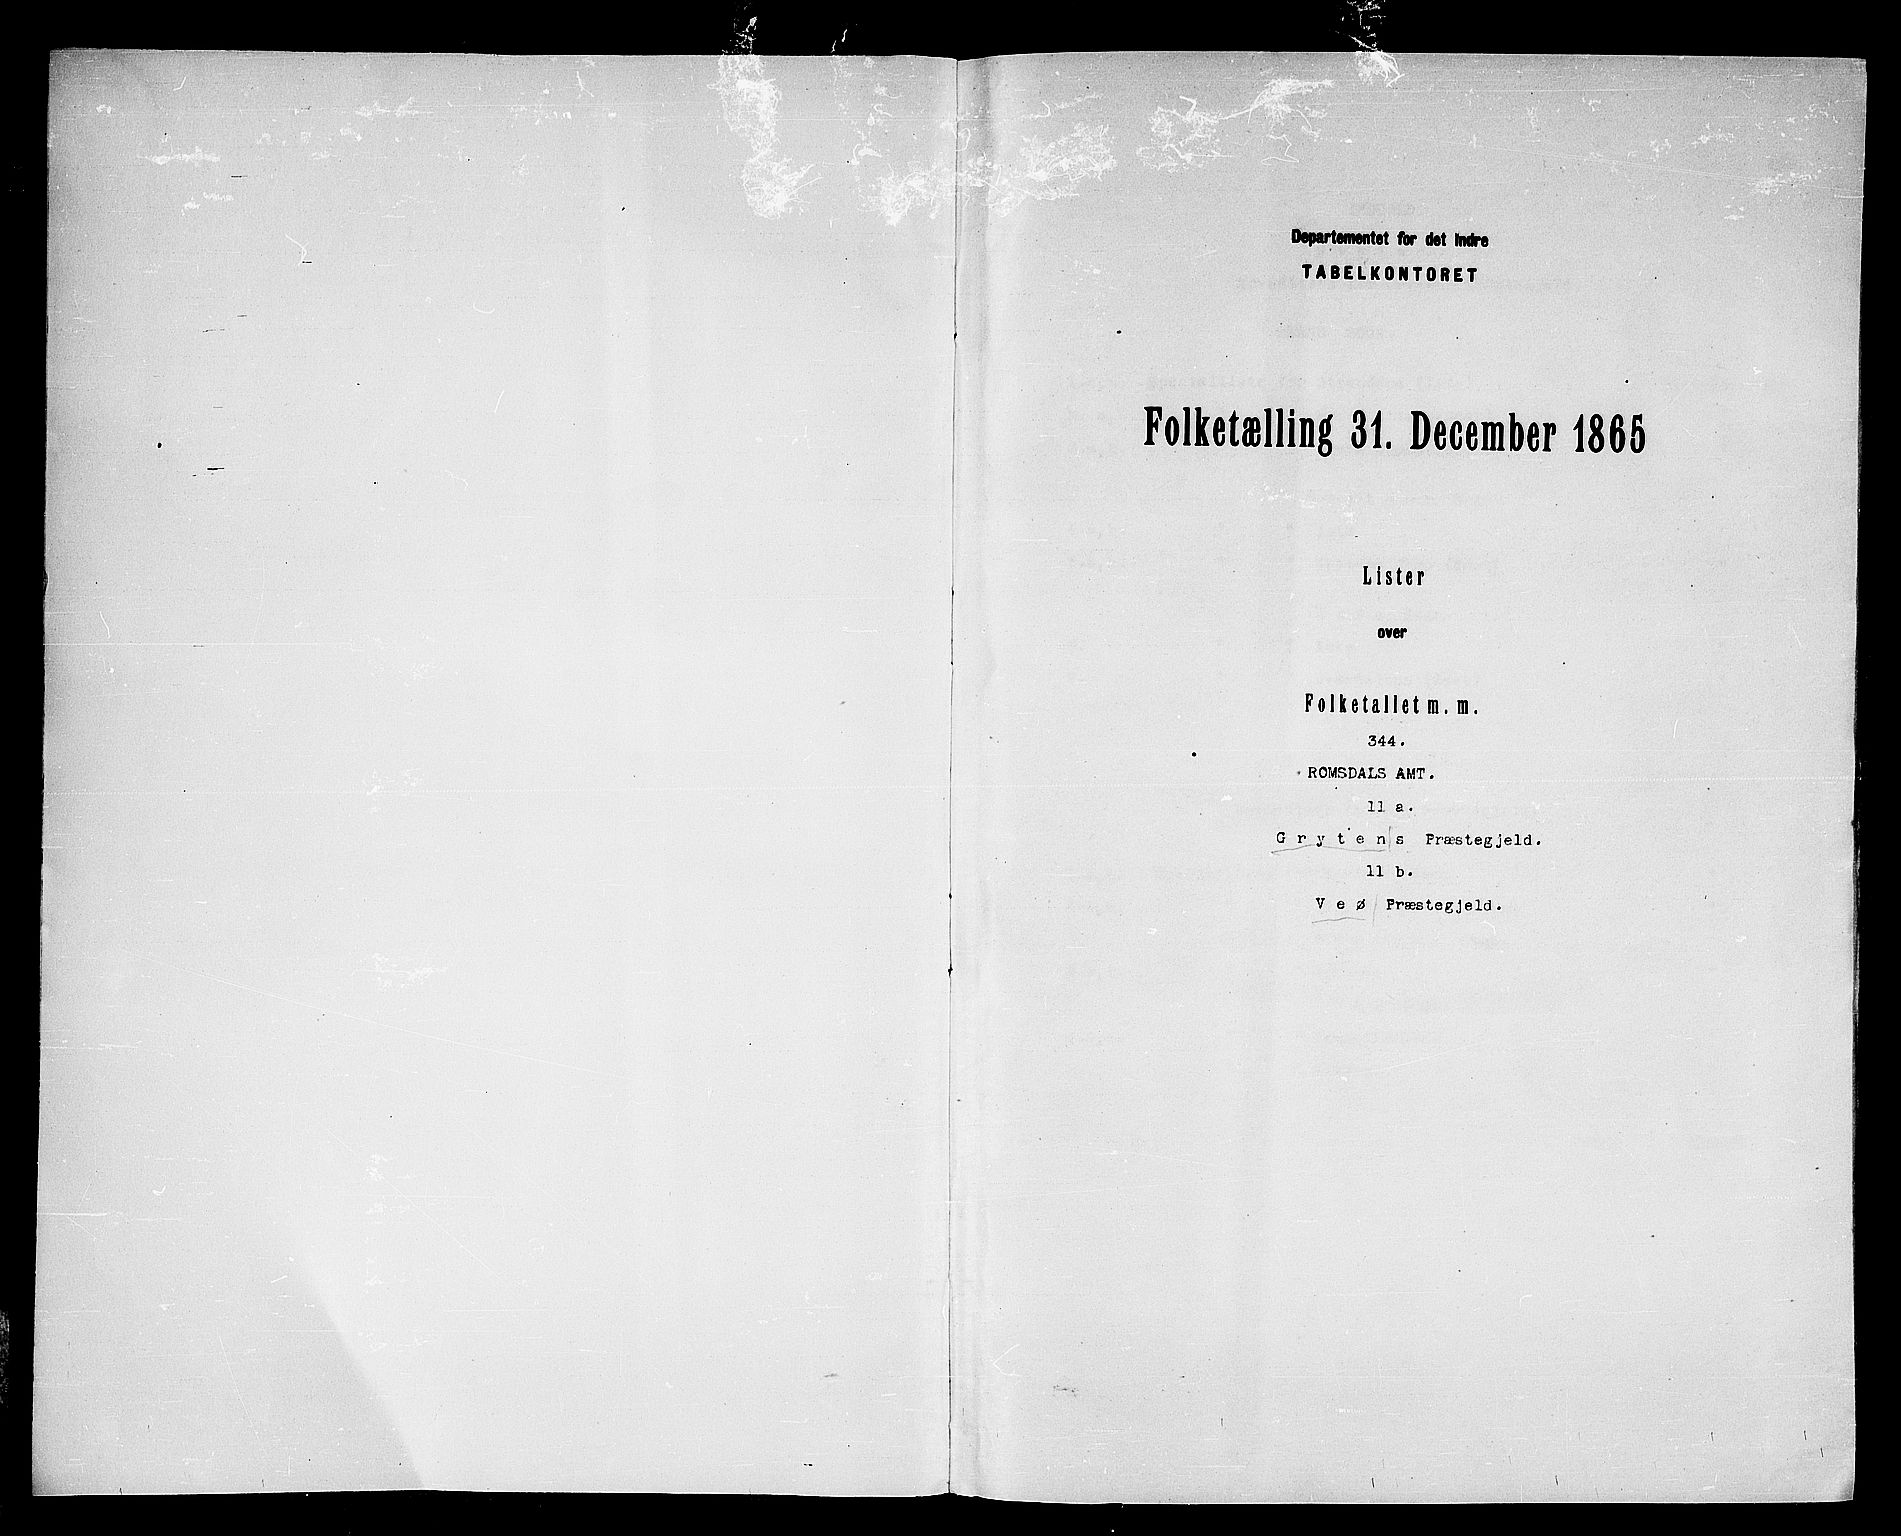 Departementet for det Indre
TABELKONTORET
Folketælling 31. December 1865
Lister
over
Folketallet m. m.
344.
ROMSDALS AMT.
11 a.
Grytens Præstegjeld.
11 b.
Veø Præstegjeld.